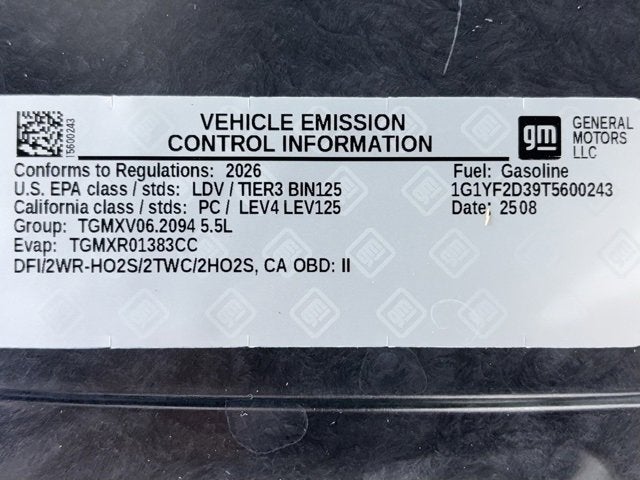 T5600243
VEHICLE EMISSION
CONTROL INFORMATION
gm
GENERAL
MOTORS
LLC
Conforms to Regulations: 2026
Fuel: Gasoline
U.S. EPA class / stds: LDV / TIER3 BIN125
1G1YF2D39T5600243
California class / stds: PC / LEV4 LEV125
Date: 2508
Group: TGMXV06.2094 5.5L
Evap: TGMXR01383CC
DFI/2WR-HO2S/2TWC/2HO2S, CA OBD: II